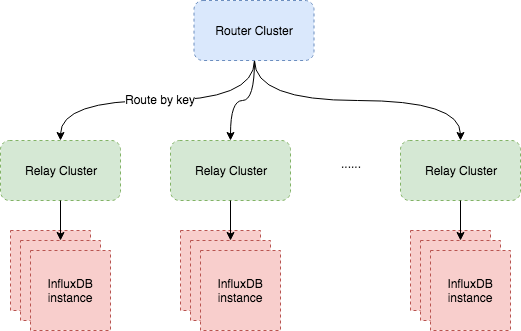 Router Cluster
Route by key
Relay Cluster
Relay Cluster
......
Relay Cluster
InfluxDB
instance
InfluxDB
instance
InfluxDB
instance